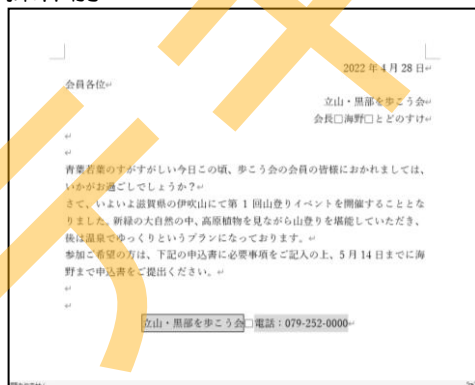 2022 年 4 月 28 日↵
会員各位↵
立山・黒部を歩こう会↵
会長□海野□とどのすけ↵
↵
↵
青葉若葉のすがすがしい今日この頃、歩こう会の会員の皆様におかれましては、
いかがお過ごしでしょうか？↵
さて、いよいよ滋賀県の伊吹山にて第 1 回山登りイベントを開催することとな
りました。新緑の大自然の中、高原植物を見ながら山登りを堪能していただき、
後は温泉でゆっくりというプランになっております。↵
参加ご希望の方は、下記の申込書に必要事項をご記入の上、5 月 14 日までに海
野まで申込書をご提出ください。↵
↵
↵
立山・黒部を歩こう会□電話：079-252-0000↵